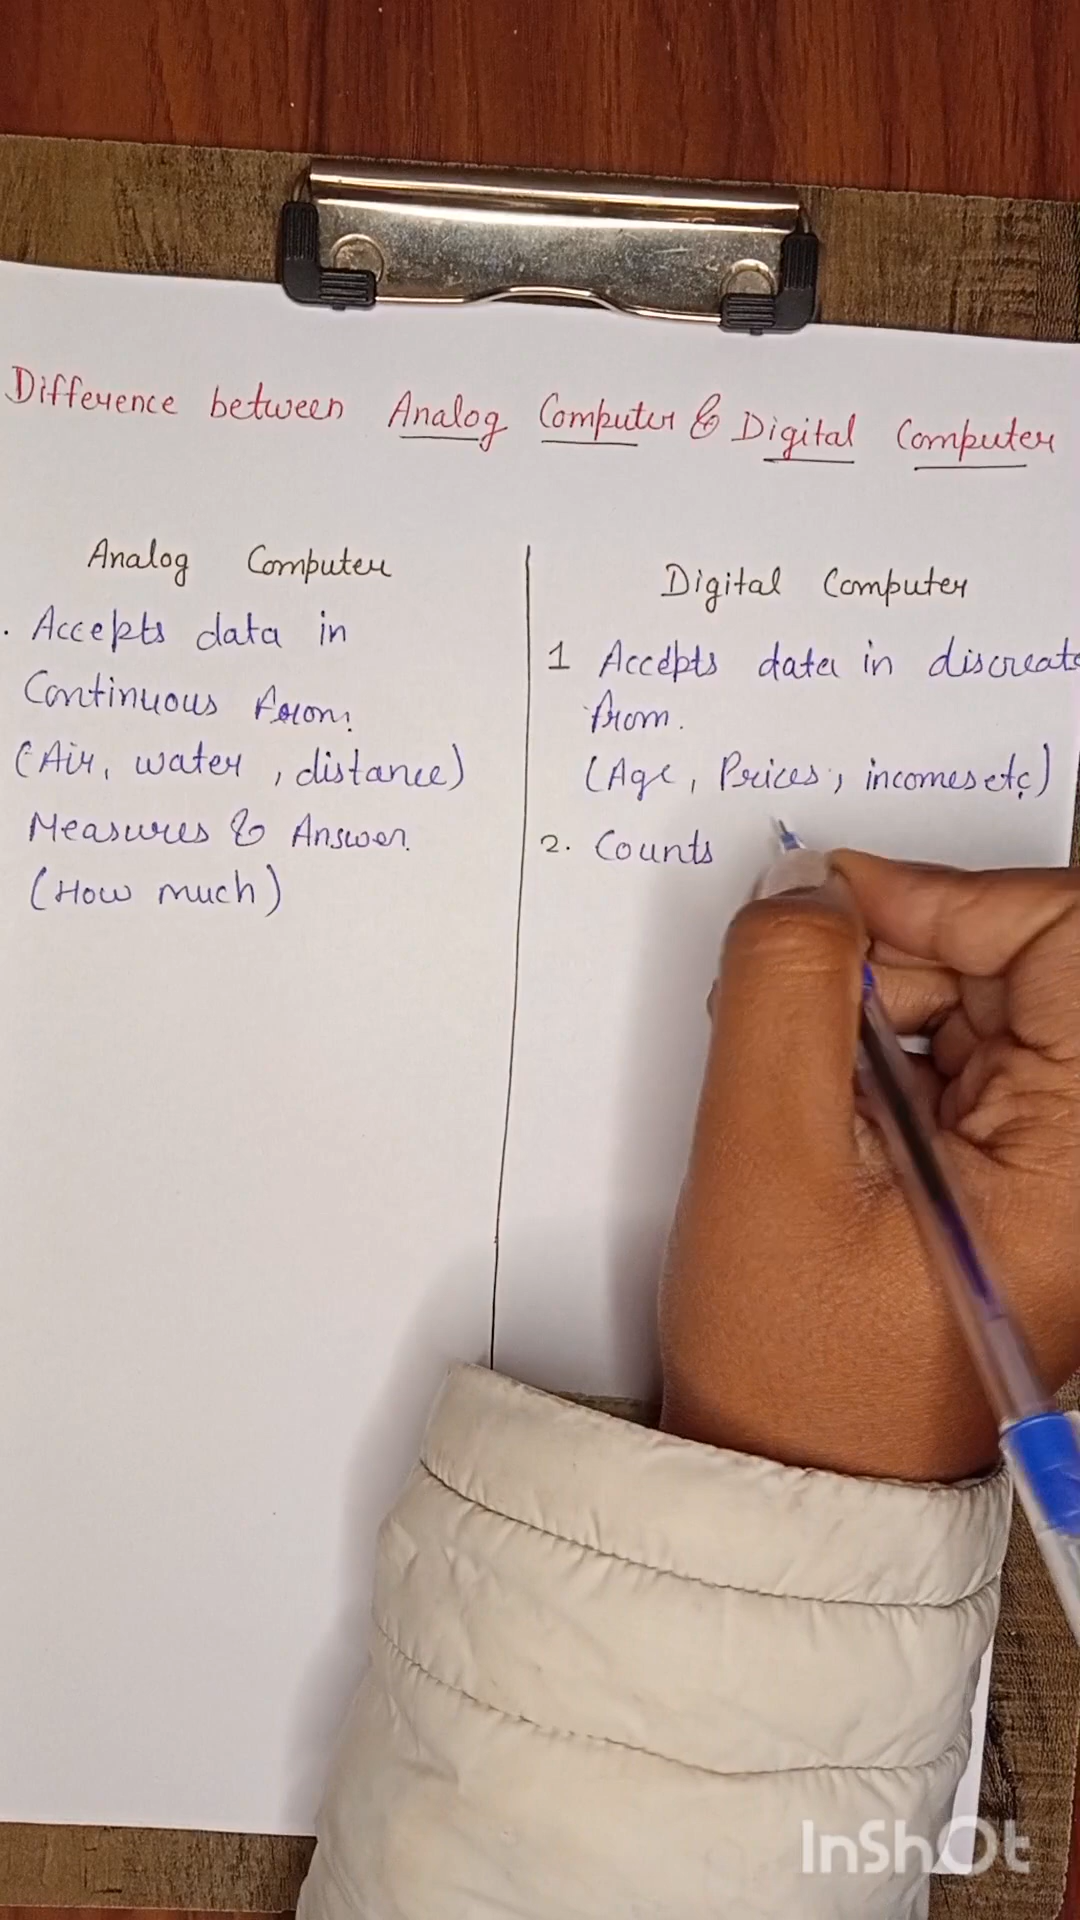 Difference between Analog Computer & Digital Computer
Analog Computer
. Accepts data in
Continuous form.
(Air, water, distance)
Measures & Answer.
(How much)
Digital Computer
1 Accepts data in discreate
from.
(Age, Prices, incomes etc)
2. Counts
InShOt